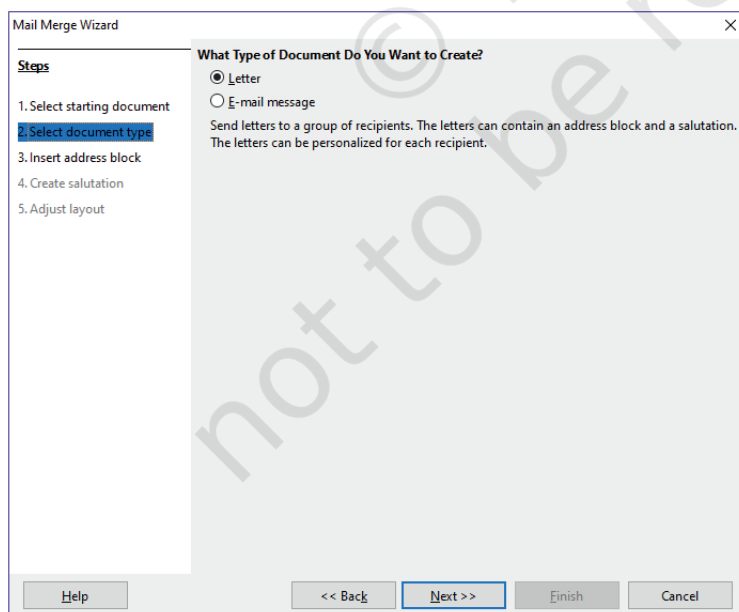 Mail Merge Wizard
Steps
1. Select starting document
2. Select document type
3. Insert address block
4. Create salutation
5. Adjust layout
What Type of Document Do You Want to Create?
Letter
E-mail message
Send letters to a group of recipients. The letters can contain an address block and a salutation.
The letters can be personalized for each recipient.
Help
<< Back
Next >>
Finish
Cancel
©
not to be r